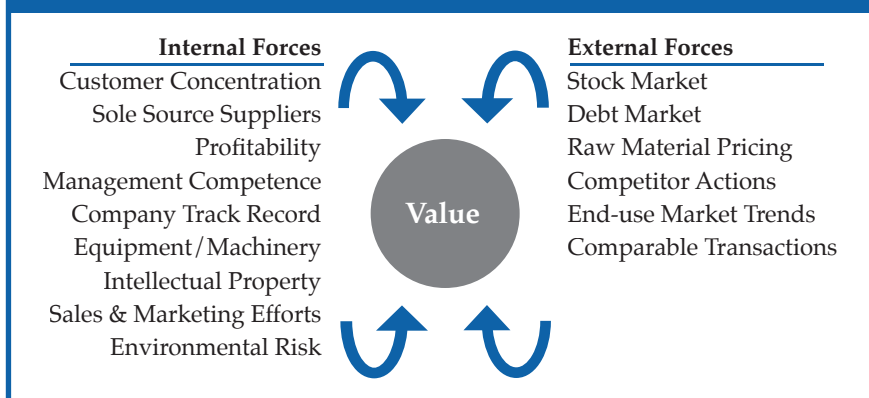 Internal Forces
Customer Concentration
Sole Source Suppliers
Profitability
Management Competence
Company Track Record
Equipment/Machinery
Intellectual Property
Sales & Marketing Efforts
Environmental Risk
Value
External Forces
Stock Market
Debt Market
Raw Material Pricing
Competitor Actions
End-use Market Trends
Comparable Transactions